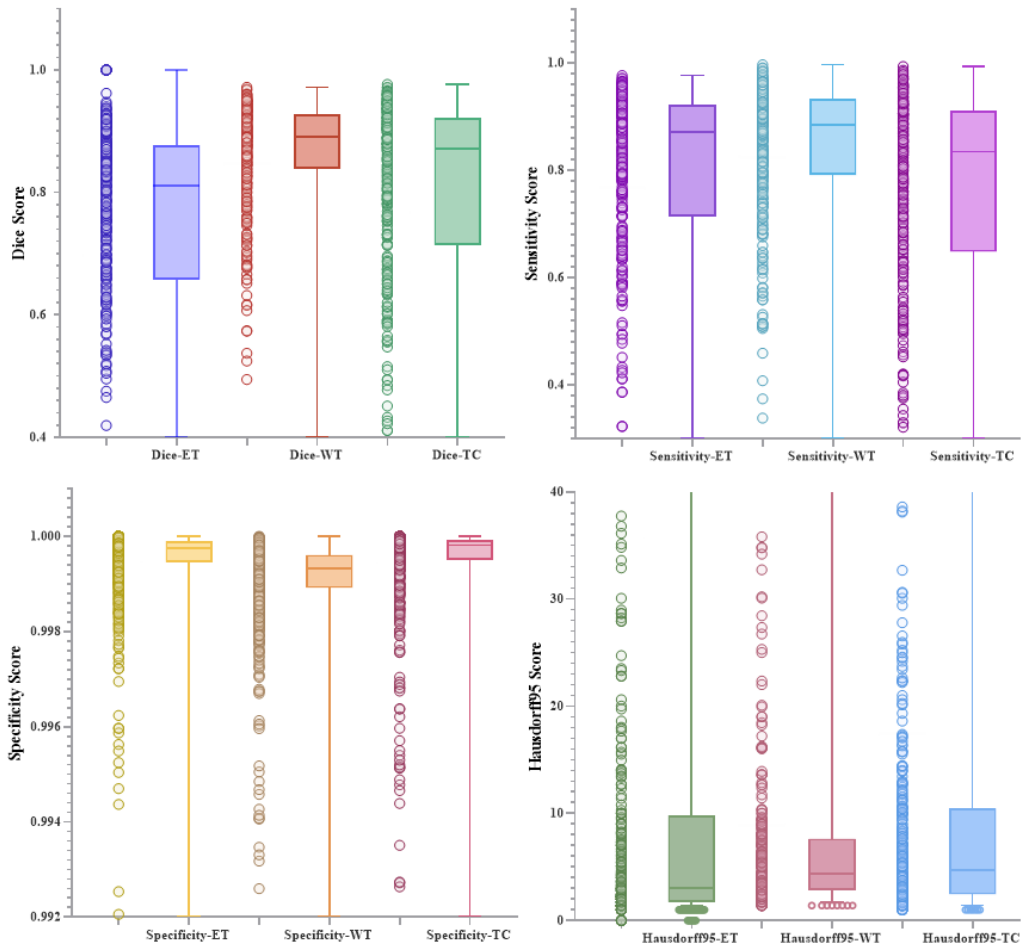 Dice Score
1.0
0.8
0.6
0.4
Dice-ET Dice-WT Dice-TC
Sensitivity Score
1.0
0.8
0.6
0.4
Sensitivity-ET Sensitivity-WT Sensitivity-TC
Specificity Score
1.000
0.998
0.996
0.994
0.992
Specificity-ET Specificity-WT Specificity-TC
Hausdorff95 Score
40
30
20
10
0
Hausdorff95-ET Hausdorff95-WT Hausdorff95-TC